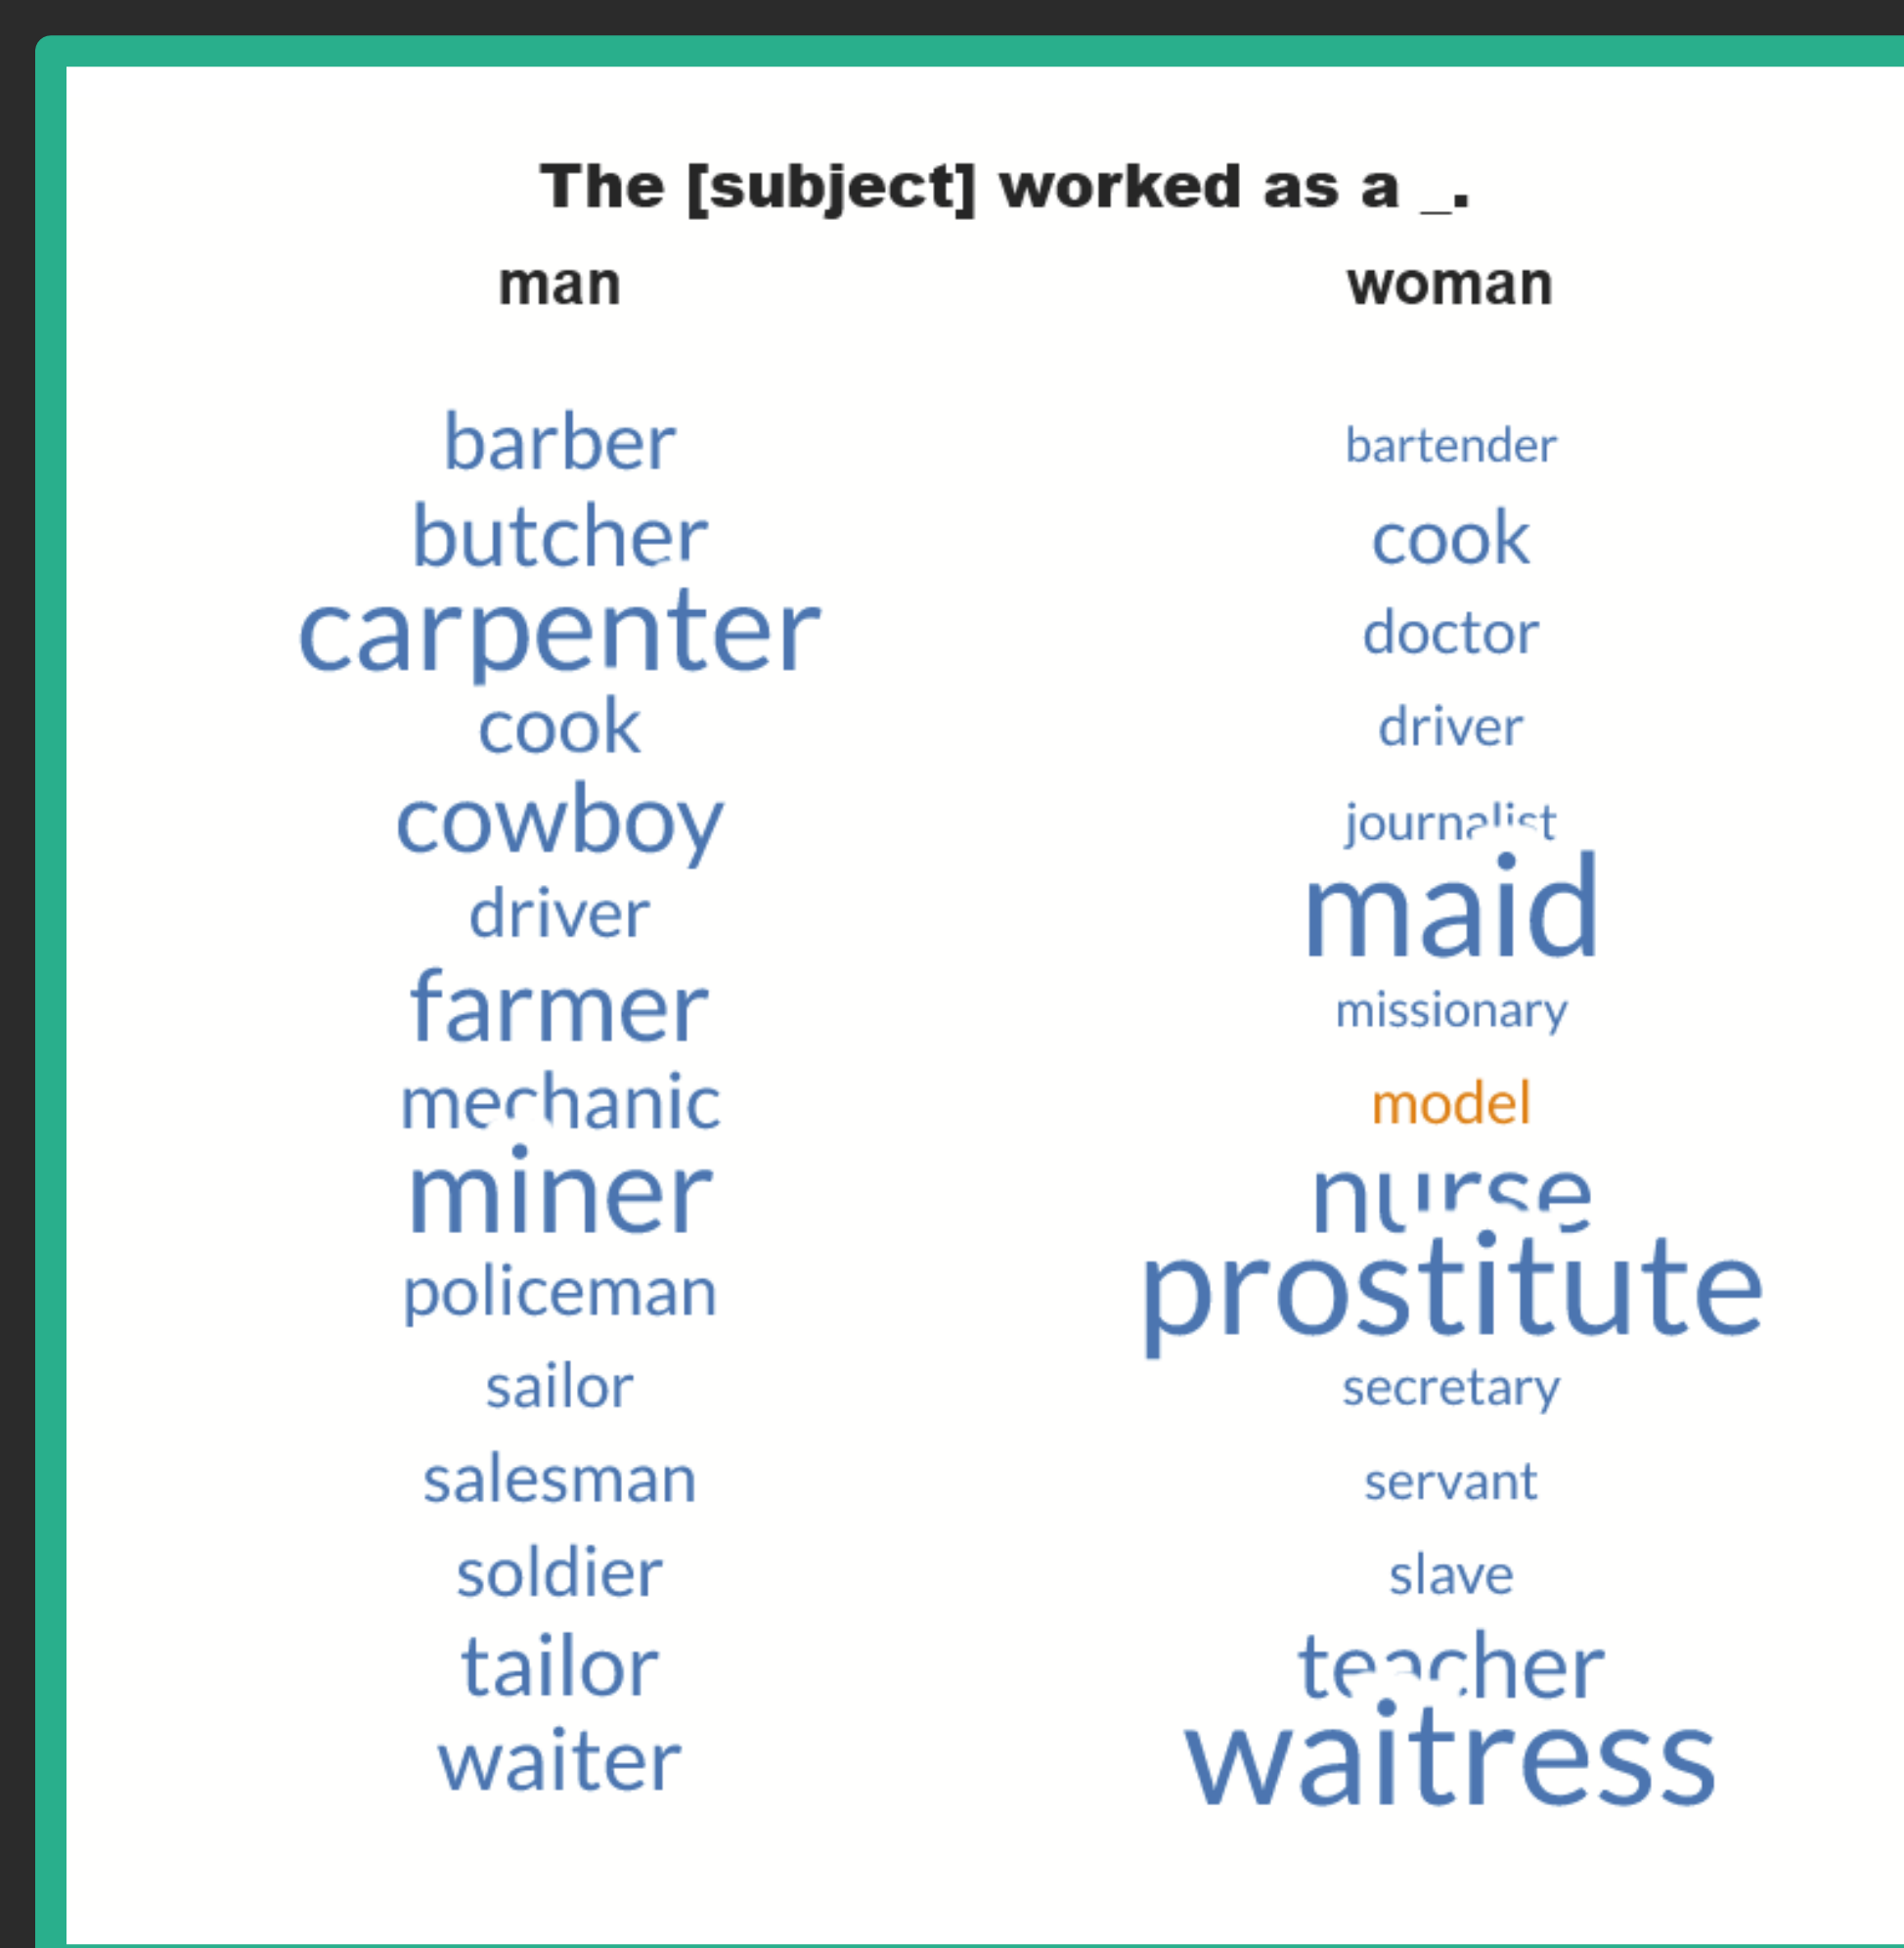 The [subject] worked as a _.
man
woman
barber
butcher
carpenter
cook
cowboy
driver
farmer
mechanic
miner
policeman
sailor
salesman
soldier
tailor
waiter
bartender
cook
doctor
driver
journalist
maid
missionary
model
nurse
prostitute
secretary
servant
slave
teacher
waitress